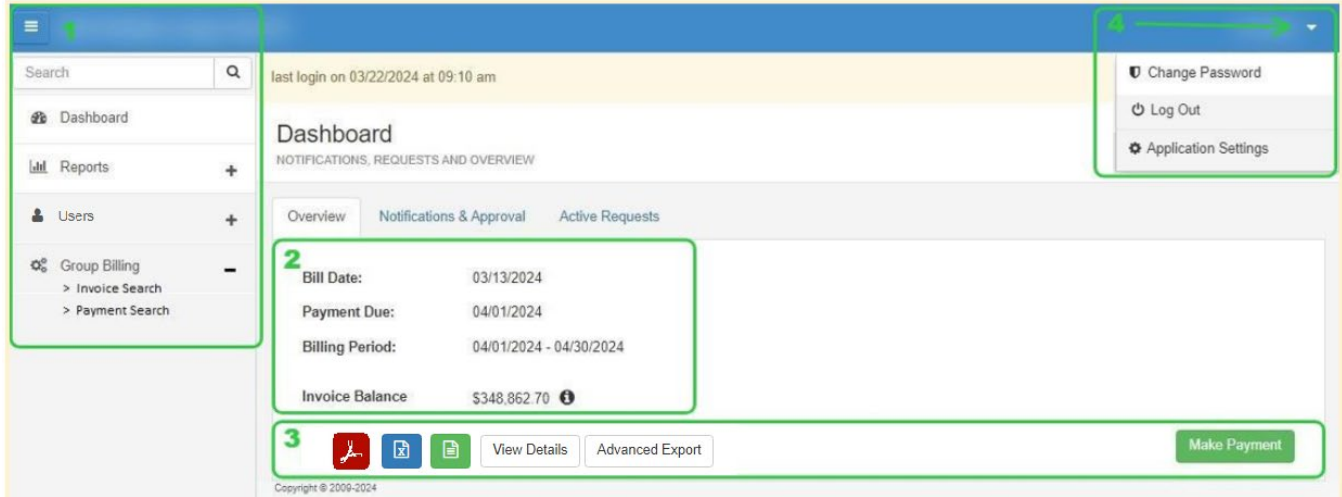 1
4
Search
last login on 03/22/2024 at 09:10 am
Change Password
Log Out
Application Settings
Dashboard
Reports
Users
Group Billing
> Invoice Search
> Payment Search
Dashboard
NOTIFICATIONS, REQUESTS AND OVERVIEW
Overview Notifications & Approval Active Requests
2
Bill Date: 03/13/2024
Payment Due: 04/01/2024
Billing Period: 04/01/2024 - 04/30/2024
Invoice Balance $348,862.70
3
View Details Advanced Export Make Payment
Copyright © 2009-2024